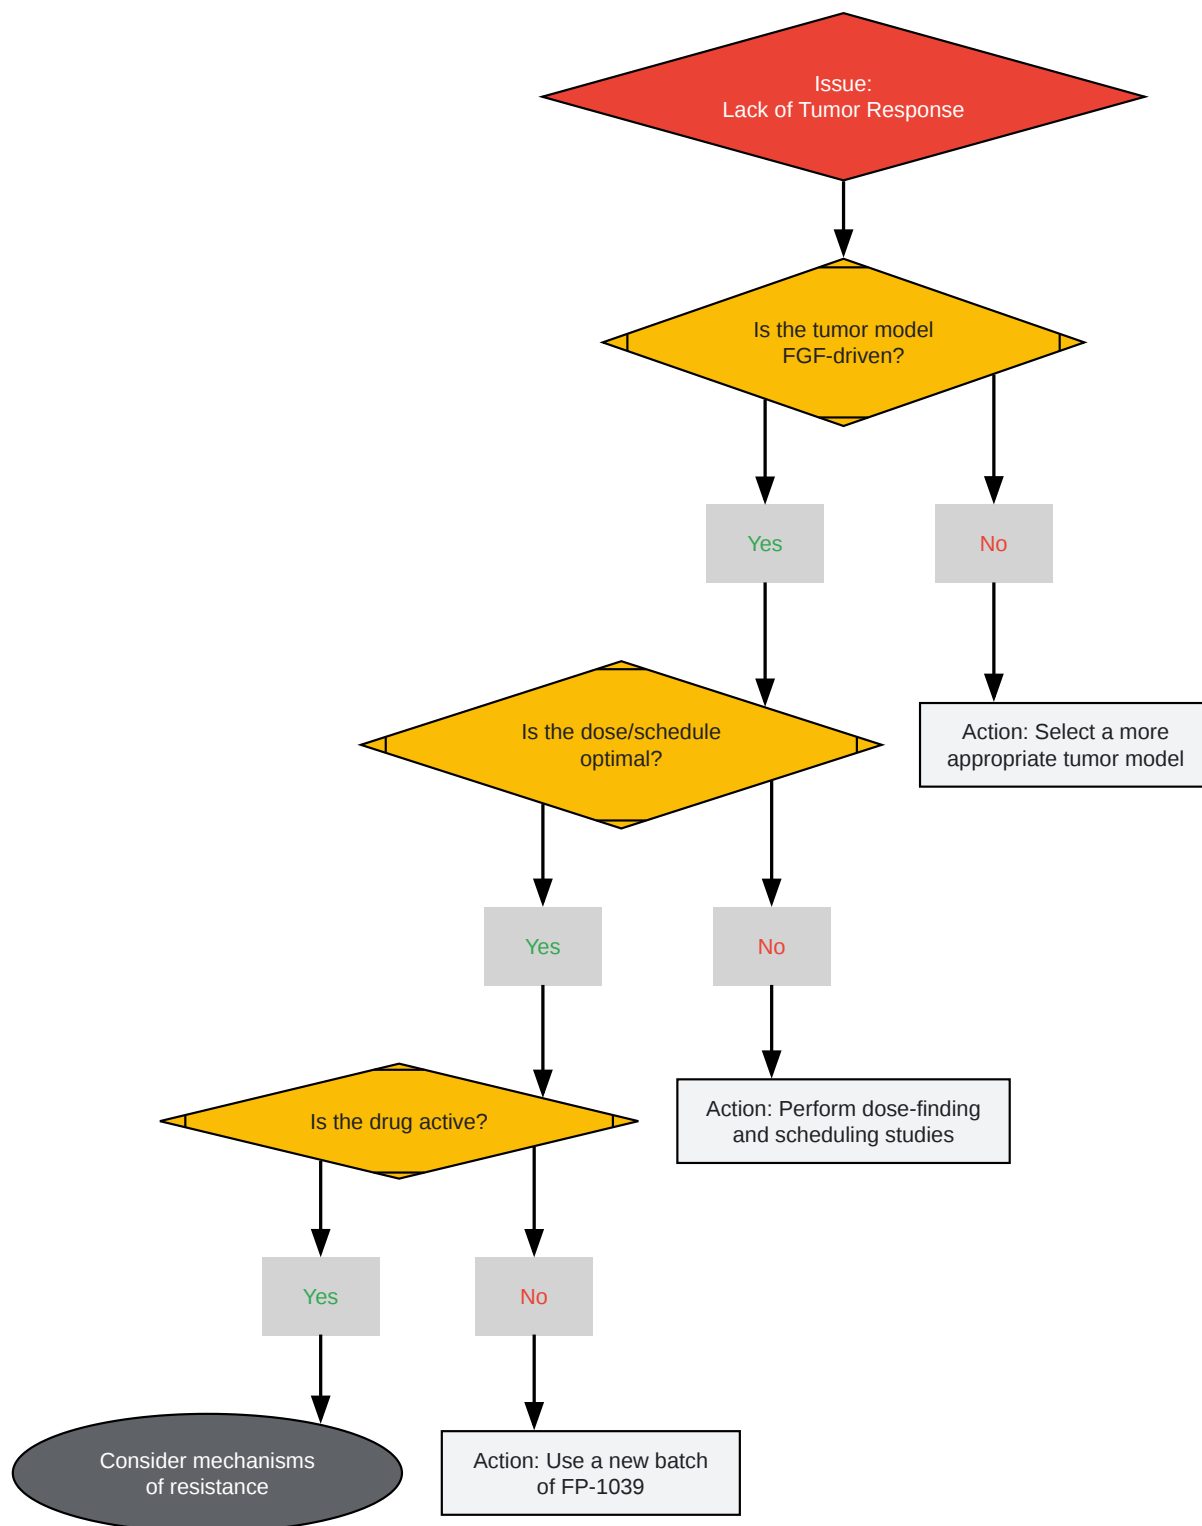 Issue:
Lack of Tumor Response
Is the tumor model
FGF-driven?
Yes
No
Is the dose/schedule
optimal?
Action: Select a more
appropriate tumor model
Yes
No
Is the drug active?
Action: Perform dose-finding
and scheduling studies
Yes
No
Consider mechanisms
of resistance
Action: Use a new batch
of FP-1039